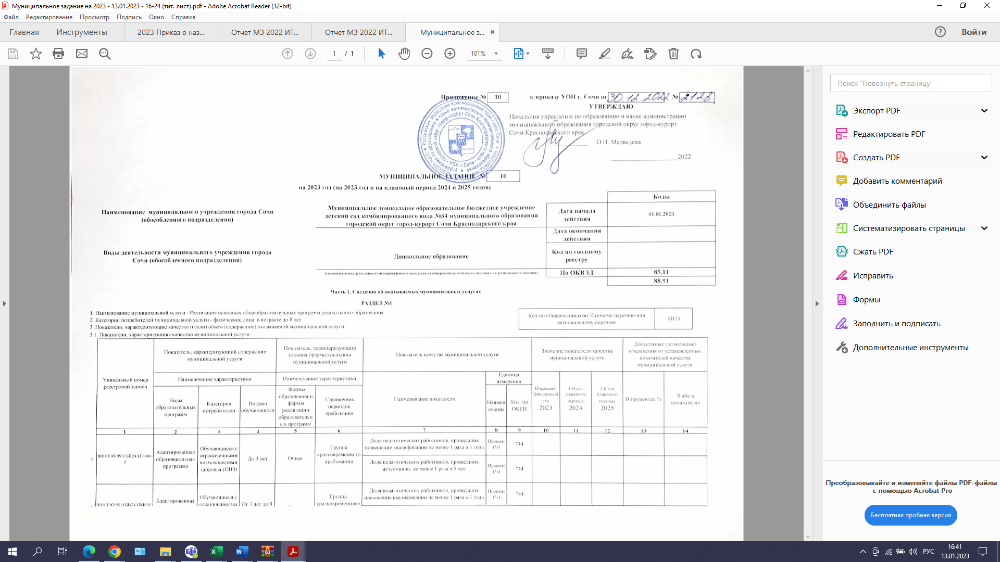 Муниципальное задание на 2023 - 13.01.2023 - 16-24 (тит. лист).pdf - Adobe Acrobat Reader (32-bit)
Файл Редактирование Просмотр Подпись Окно Справка
Главная Инструменты 2023 Приказ о наз... Отчет МЗ 2022 ИТ... Отчет МЗ 2022 ИТ... Муниципальное з... Войти
1 / 1 101%
Приложение № 10 к приказу УОН г. Сочи от 30.12.2022 № 2128
УТВЕРЖДАЮ
Начальник управления по образованию и науке администрации
муниципального образования городской округ город-курорт
Сочи Краснодарского края
О.Н. Медведева
2022
МУНИЦИПАЛЬНОЕ ЗАДАНИЕ № 10
на 2023 год (на 2023 год и на плановый период 2024 и 2025 годов)
Коды
Наименование муниципального учреждения города Сочи
(обособленного подразделения)
Муниципальное дошкольное образовательное бюджетное учреждение
детский сад комбинированного вида №34 муниципального образования
городской округ город-курорт Сочи Краснодарского края
Дата начала
действия
01.01.2023
Дата окончания
действия
Виды деятельности муниципального учреждения города
Сочи (обособленного подразделения)
Дошкольное образование
Код по сводному
реестру
(указывается вид деятельности муниципального учреждения из общероссийского базового перечня или регионального перечня)
По ОКВЭД 85.11
88.91
Часть 1. Сведения об оказываемых муниципальных услугах
РАЗДЕЛ №1
1. Наименование муниципальной услуги - Реализация основных общеобразовательных программ дошкольного образования
2. Категории потребителей муниципальной услуги - физические лица в возрасте до 8 лет
3. Показатели, характеризующие качество и (или) объем (содержание) оказываемой муниципальной услуги:
3.1. Показатели, характеризующие качество муниципальной услуги:
Код по общероссийскому базовому перечню или
региональному перечню
БВ24
Уникальный номер
реестровой записи
Показатель, характеризующий содержание
муниципальной услуги
Показатель, характеризующий
условия (формы) оказания
муниципальной услуги
Показатель качества муниципальной услуги
Значение показателя качества
муниципальной услуги
Допустимые (возможные)
отклонения от установленных
показателей качества
муниципальной услуги
Наименование характеристики
Наименование характеристики
Наименование показателя
Единица
измерения
Виды
образовательных
программ
Категория
потребителей
Возраст
обучающихся
Формы
образования и
формы
реализации
образовательн
ых программ
Справочник
периодов
пребывания
Наимен
ование
Код по
ОКЕИ
Очередной
финансовый
год
2023
1-й год
планового
периода
2024
2-й год
планового
периода
2025
В процентах %
В абс-х
показателях
1 2 3 4 5 6 7 8 9 10 11 12 13 14
1
801011О 99 0 БВ24АГ6000
0
Адаптированная
образовательная
программа
Обучающиеся с
ограниченными
возможностями
здоровья (ОВЗ)
До 3 лет
Очная
Группа
кратковременного
пребывания
Доля педагогических работников, прошедших
повышение квалификации не менее 1 раза в 3 года
Процент
(%)
744
Доля педагогических работников, прошедших
аттестацию, не менее 1 раза в 5 лет
Процент
(%)
744
801011О 99 0 БВ24АВ4000
Адаптированная
Обучающиеся с
ограниченными
От 3 лет до 8
Группа
кратковременного
Доля педагогических работников, прошедших
повышение квалификации не менее 1 раза в 3 года
Процент
(%)
744
Поиск "Повернуть страницу"
Экспорт PDF
Редактировать PDF
Создать PDF
Добавить комментарий
Объединить файлы
Систематизировать страницы
Сжать PDF
Исправить
Формы
Заполнить и подписать
Дополнительные инструменты
Преобразовывайте и изменяйте файлы PDF-файлы
с помощью Acrobat Pro
Бесплатная пробная версия
РУС
16:41
13.01.2023